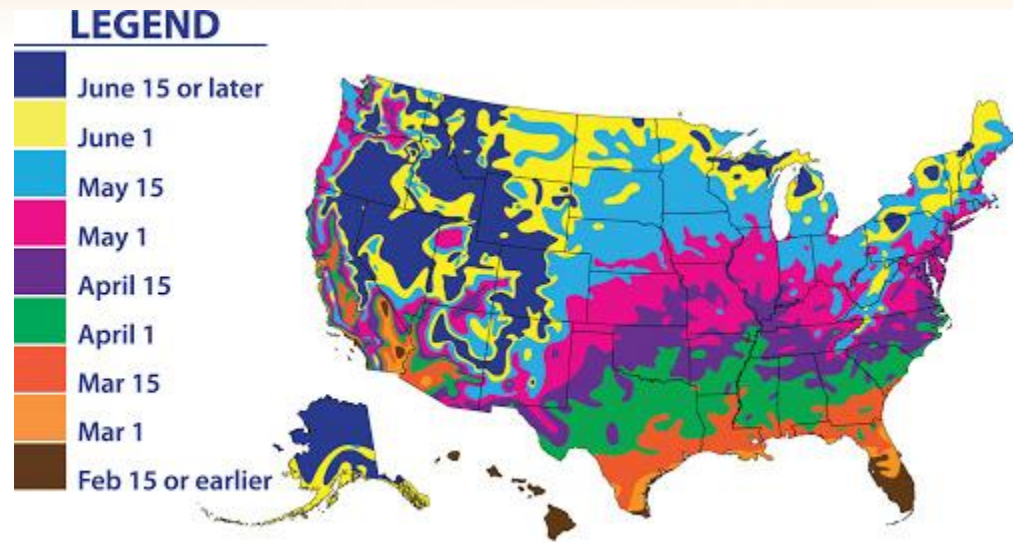 LEGEND
June 15 or later
June 1
May 15
May 1
April 15
April 1
Mar 15
Mar 1
Feb 15 or earlier